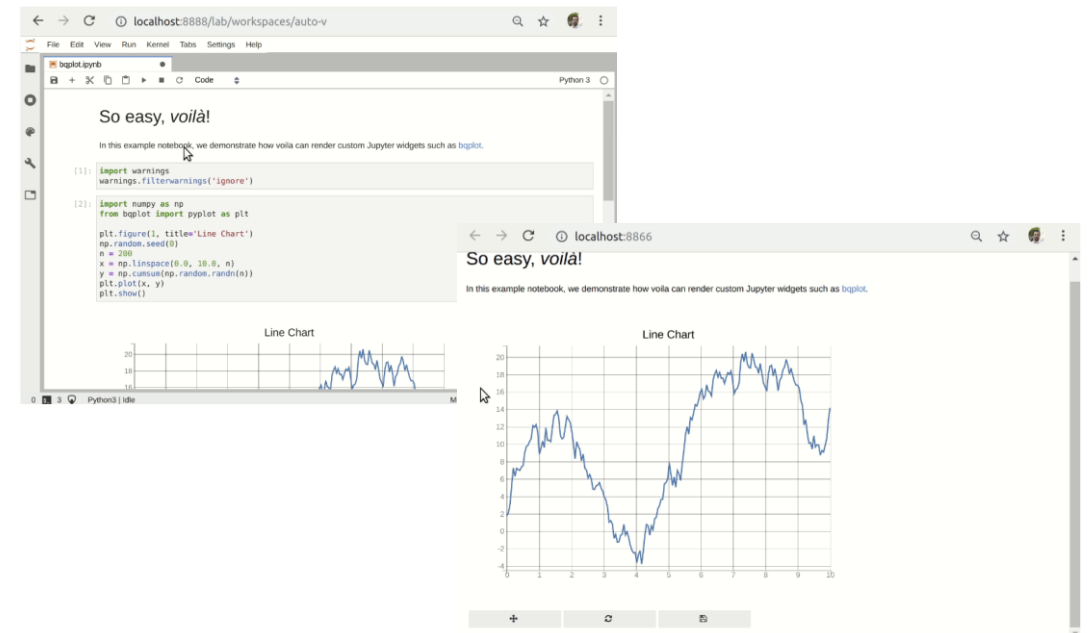 localhost:8888/lab/workspaces/auto-v
File Edit View Run Kernel Tabs Settings Help
bqplot.ipynb
Code
Python 3
So easy, voilà!
In this example notebook, we demonstrate how voila can render custom Jupyter widgets such as bqplot.
[1]: import warnings
warnings.filterwarnings('ignore')
[2]: import numpy as np
from bqplot import pyplot as plt
plt.figure(1, title='Line Chart')
np.random.seed(0)
n = 200
x = np.linspace(0.0, 10.0, n)
y = np.cumsum(np.random.randn(n))
plt.plot(x, y)
plt.show()
Line Chart
20
18
16
0 3 Python3 | Idle M
localhost:8866
So easy, voilà!
In this example notebook, we demonstrate how voila can render custom Jupyter widgets such as bqplot.
Line Chart
20
18
16
14
12
10
8
6
4
2
0
-2
-4
0 1 2 3 4 5 6 7 8 9 10